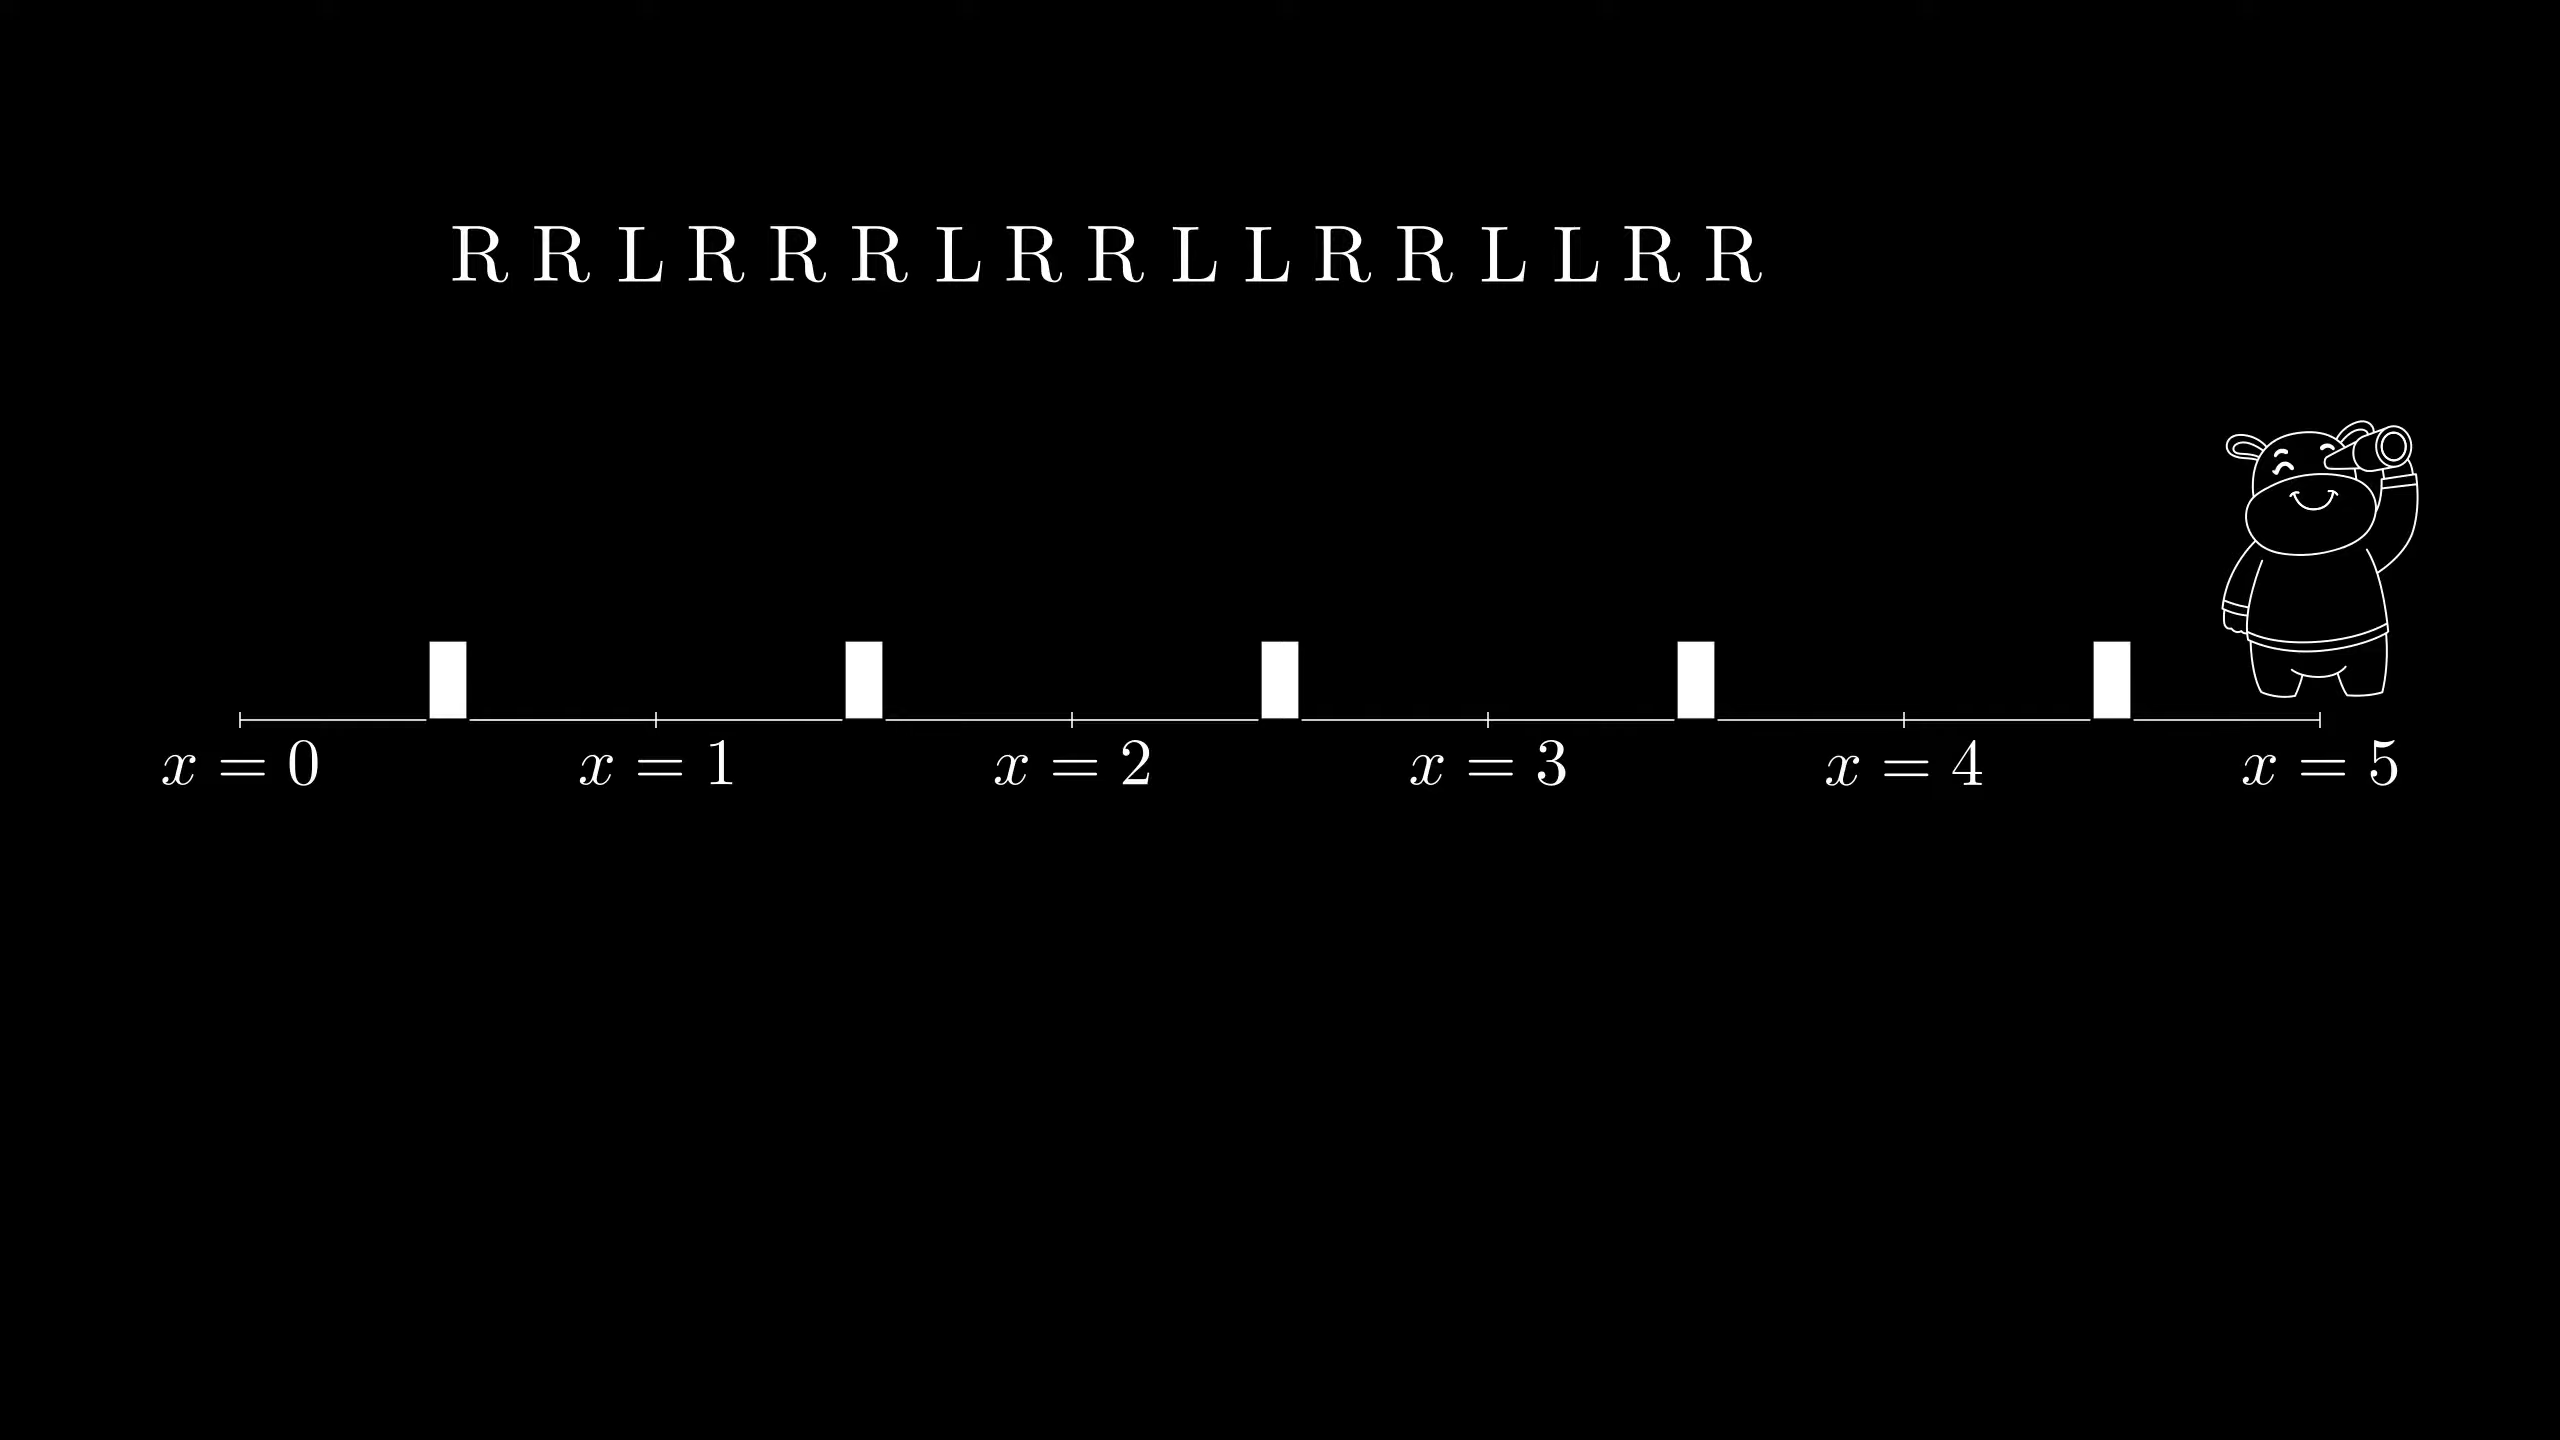 R R L R R R L R R L L R R L L R R
x = 0 x = 1 x = 2 x = 3 x = 4 x = 5